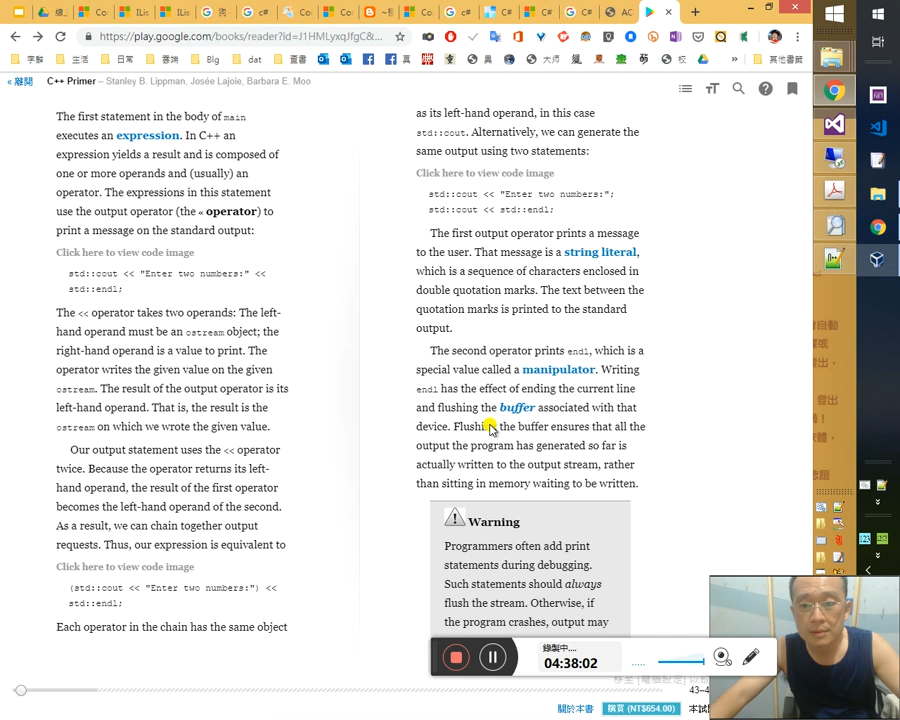 https://play.google.com/books/reader?id=J1HMLyxqJfgC&...
其他書籤
« 離開 C++ Primer – Stanley B. Lippman, Josée Lajoie, Barbara E. Moo
The first statement in the body of main
executes an expression. In C++ an
expression yields a result and is composed of
one or more operands and (usually) an
operator. The expressions in this statement
use the output operator (the « operator) to
print a message on the standard output:
Click here to view code image
std::cout << "Enter two numbers:" <<
std::endl;
The << operator takes two operands: The left-
hand operand must be an ostream object; the
right-hand operand is a value to print. The
operator writes the given value on the given
ostream. The result of the output operator is its
left-hand operand. That is, the result is the
ostream on which we wrote the given value.
Our output statement uses the << operator
twice. Because the operator returns its left-
hand operand, the result of the first operator
becomes the left-hand operand of the second.
As a result, we can chain together output
requests. Thus, our expression is equivalent to
Click here to view code image
(std::cout << "Enter two numbers:") <<
std::endl;
Each operator in the chain has the same object
as its left-hand operand, in this case
std::cout. Alternatively, we can generate the
same output using two statements:
Click here to view code image
std::cout << "Enter two numbers:";
std::cout << std::endl;
The first output operator prints a message
to the user. That message is a string literal,
which is a sequence of characters enclosed in
double quotation marks. The text between the
quotation marks is printed to the standard
output.
The second operator prints endl, which is a
special value called a manipulator. Writing
endl has the effect of ending the current line
and flushing the buffer associated with that
device. Flushing the buffer ensures that all the
output the program has generated so far is
actually written to the output stream, rather
than sitting in memory waiting to be written.
Warning
Programmers often add print
statements during debugging.
Such statements should always
flush the stream. Otherwise, if
the program crashes, output may
錄製中....
04:38:02
43-4
關於本書 購買 (NT$654.00) 本試